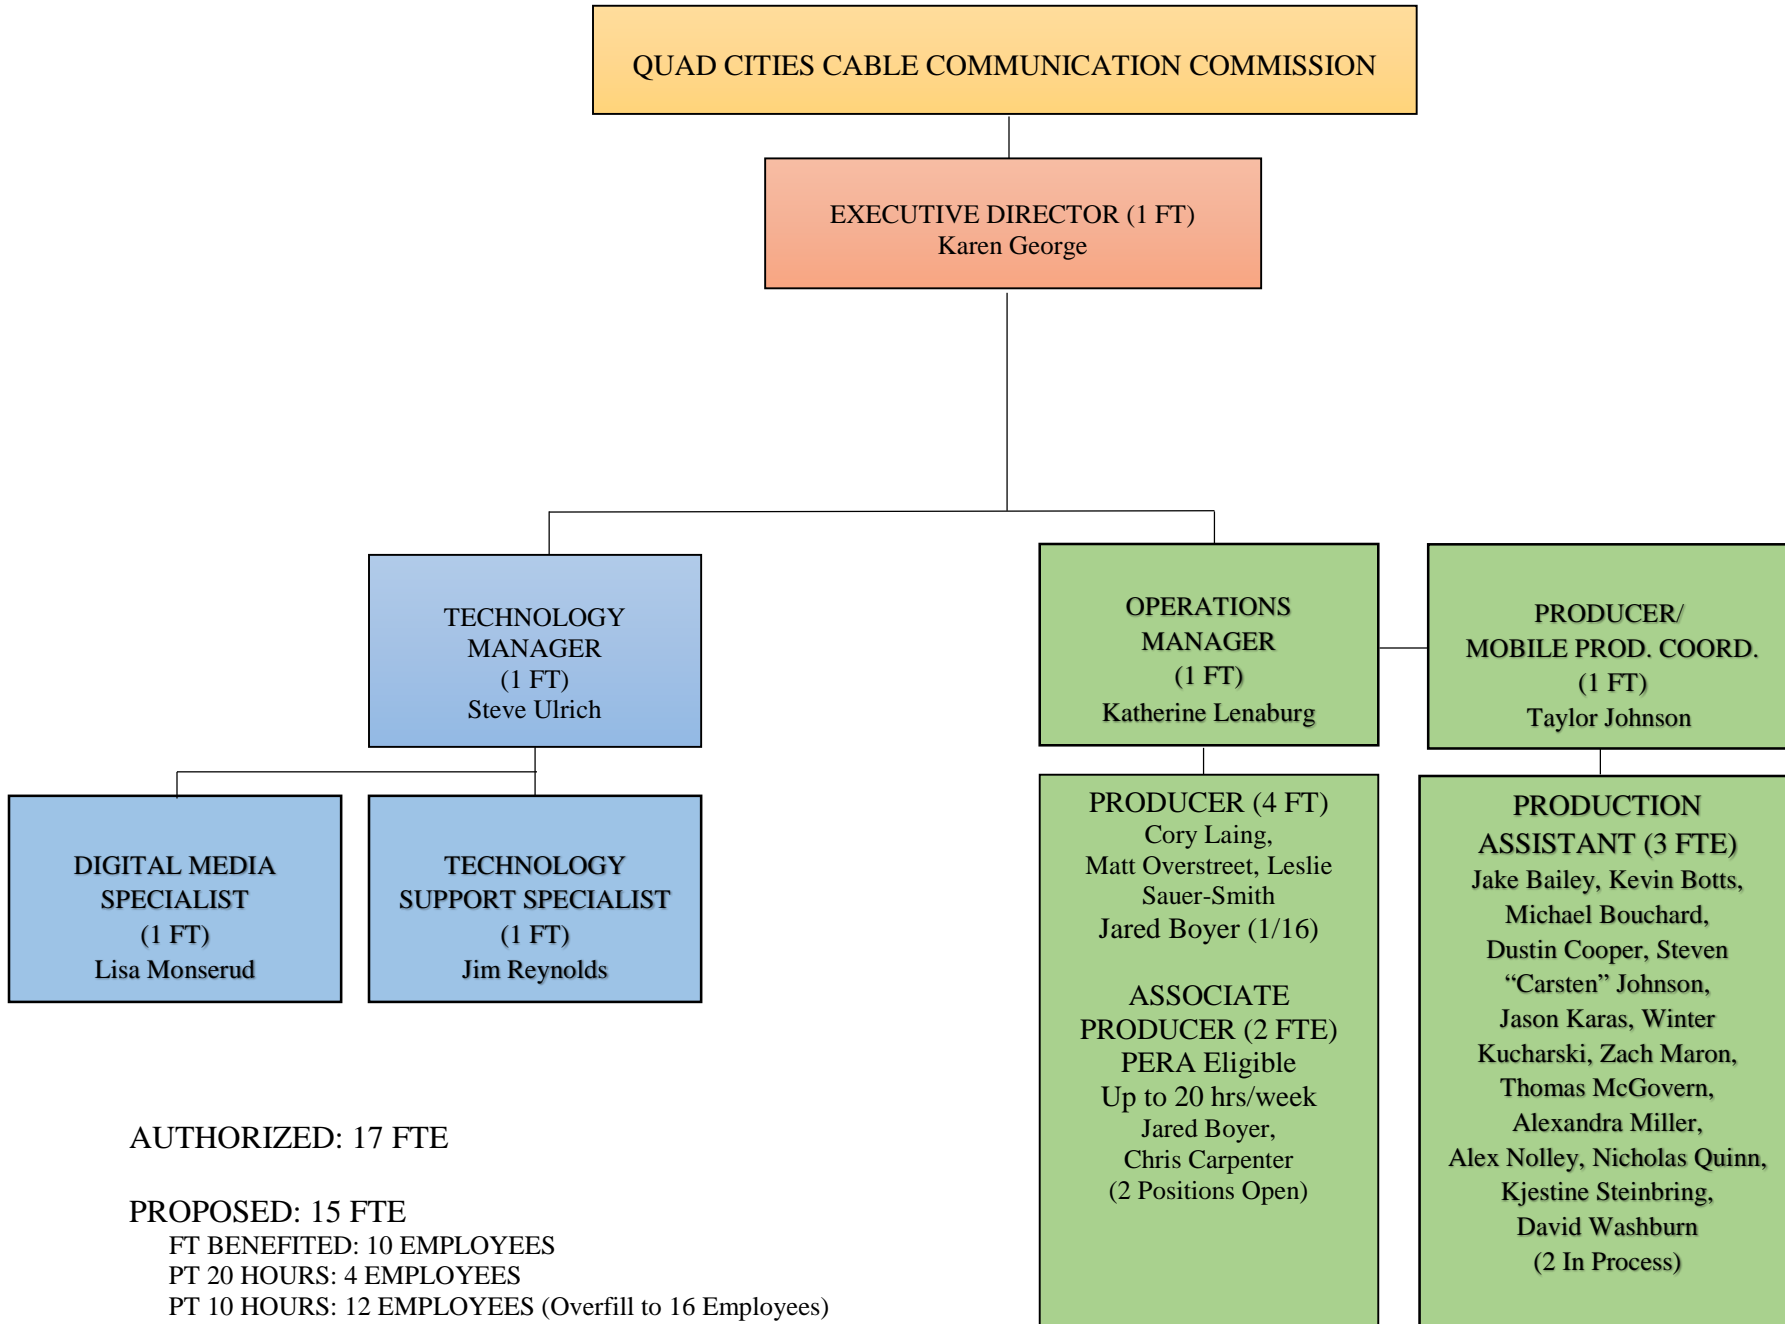 QUAD CITIES CABLE COMMUNICATION COMMISSION
EXECUTIVE DIRECTOR (1 FT)
Karen George
TECHNOLOGY
MANAGER
(1 FT)
Steve Ulrich
OPERATIONS
MANAGER
(1 FT)
Katherine Lenaburg
PRODUCER/
MOBILE PROD. COORD.
(1 FT)
Taylor Johnson
DIGITAL MEDIA
SPECIALIST
(1 FT)
Lisa Monserud
TECHNOLOGY
SUPPORT SPECIALIST
(1 FT)
Jim Reynolds
PRODUCER (4 FT)
Cory Laing,
Matt Overstreet, Leslie
Sauer-Smith
Jared Boyer (1/16)
ASSOCIATE
PRODUCER (2 FTE)
PERA Eligible
Up to 20 hrs/week
Jared Boyer,
Chris Carpenter
(2 Positions Open)
PRODUCTION
ASSISTANT (3 FTE)
Jake Bailey, Kevin Botts,
Michael Bouchard,
Dustin Cooper, Steven
“Carsten” Johnson,
Jason Karas, Winter
Kucharski, Zach Maron,
Thomas McGovern,
Alexandra Miller,
Alex Nolley, Nicholas Quinn,
Kjestine Steinbring,
David Washburn
(2 In Process)
AUTHORIZED: 17 FTE
PROPOSED: 15 FTE
FT BENEFITED: 10 EMPLOYEES
PT 20 HOURS: 4 EMPLOYEES
PT 10 HOURS: 12 EMPLOYEES (Overfill to 16 Employees)